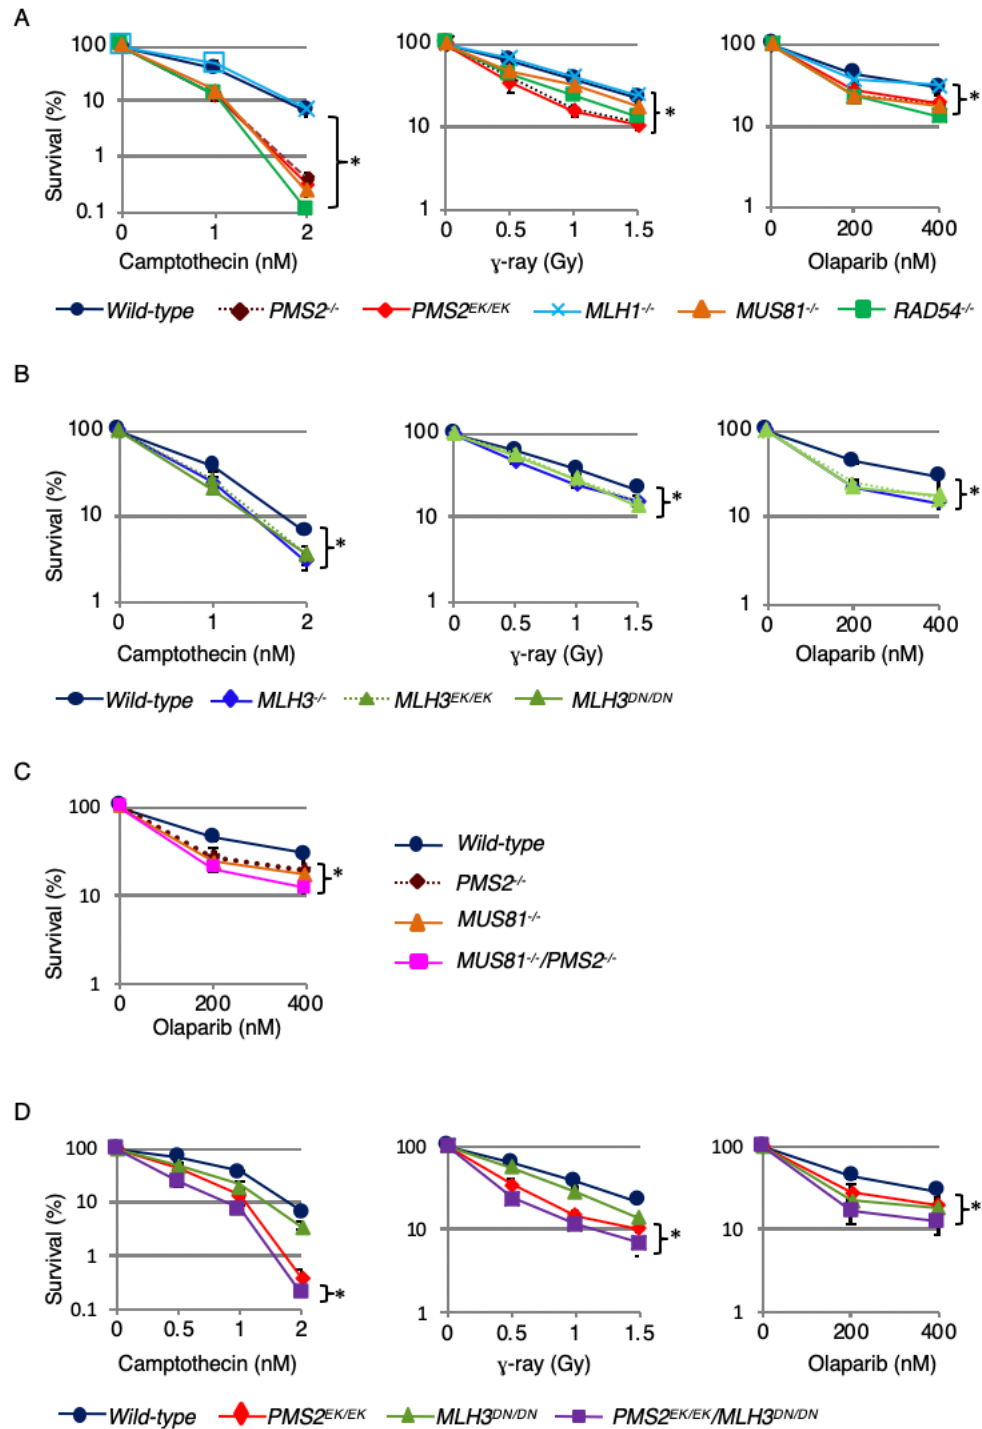 A
100
10
1
0.1
Survival (%)
0 1 2
Camptothecin (nM)
100
10
1
0 0.5 1 1.5
ɣ-ray (Gy)
100
10
1
0 200 400
Olaparib (nM)
*
*
*
Wild-type PMS2-/- PMS2EK/EK MLH1-/- MUS81-/- RAD54-/-
B
100
10
1
Survival (%)
0 1 2
Camptothecin (nM)
100
10
1
0 0.5 1 1.5
ɣ-ray (Gy)
100
10
1
0 200 400
Olaparib (nM)
*
*
*
Wild-type MLH3-/- MLH3EK/EK MLH3DN/DN
C
100
10
1
Survival (%)
0 200 400
Olaparib (nM)
*
Wild-type
PMS2-/-
MUS81-/-
MUS81-/-/PMS2-/-
D
100
10
1
0.1
Survival (%)
0 0.5 1 2
Camptothecin (nM)
100
10
1
0 0.5 1 1.5
ɣ-ray (Gy)
100
10
1
0 200 400
Olaparib (nM)
*
*
*
Wild-type PMS2EK/EK MLH3DN/DN PMS2EK/EK/MLH3DN/DN